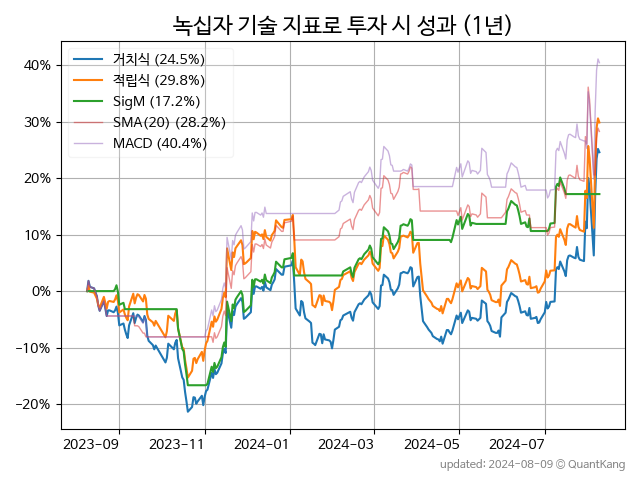 녹십자 기술 지표로 투자 시 성과 (1년)
거치식 (24.5%)
적립식 (29.8%)
SigM (17.2%)
SMA(20) (28.2%)
MACD (40.4%)
40%
30%
20%
10%
0%
−10%
−20%
2023-09
2023-11
2024-01
2024-03
2024-05
2024-07
updated: 2024-08-09 © QuantKang